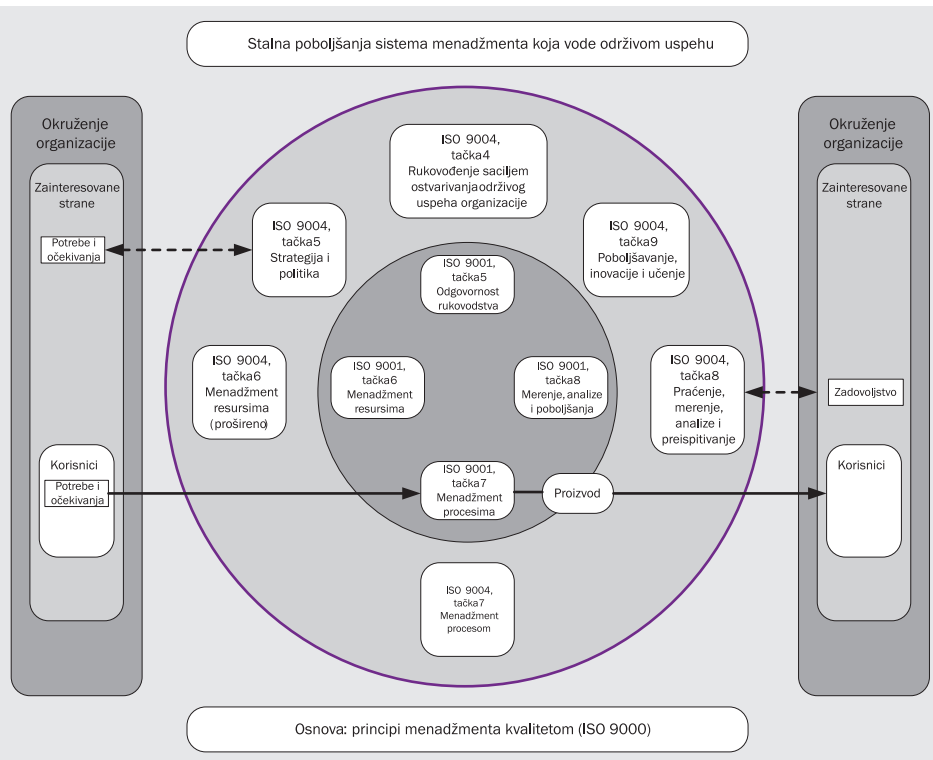 Stalna poboljšanja sistema menadžmenta koja vode održivom uspehu
Okruženje
organizacije
Zainteresovane
strane
Potrebe i
očekivanja
Korisnici
Potrebe i
očekivanja
ISO 9004,
tačka4
Rukovođenje saciljem
ostvarivanjaodrživog
uspeha organizacije
ISO 9004,
tačka5
Strategija i
politika
ISO 9004,
tačka9
Poboljšavanje,
inovacije i učenje
ISO 9001,
tačka5
Odgovornost
rukovodstva
ISO 9004,
tačka6
Menadžment
resursima
(prošireno)
ISO 9001,
tačka6
Menadžment
resursima
ISO 9001,
tačka8
Merenje, analize
i poboljšanja
ISO 9004,
tačka8
Praćenje,
merenje,
analize i
preispitivanje
ISO 9001,
tačka7
Menadžment
procesima
Proizvod
ISO 9004,
tačka7
Menadžment
procesom
Okruženje
organizacije
Zainteresovane
strane
Zadovoljstvo
Korisnici
Osnova: principi menadžmenta kvalitetom (ISO 9000)